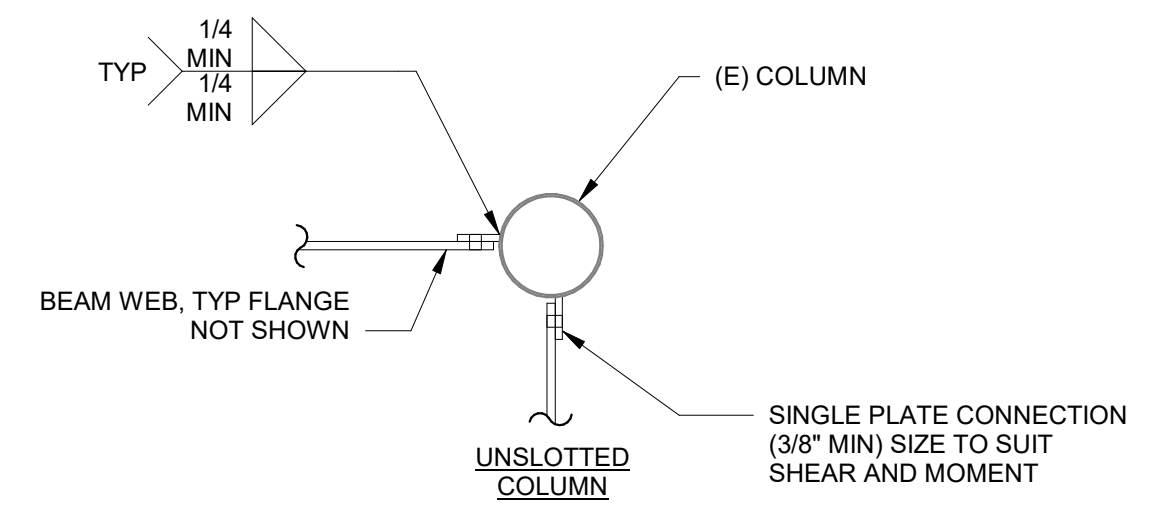 1/4
MIN
TYP
1/4
MIN
(E) COLUMN
BEAM WEB, TYP FLANGE
NOT SHOWN
SINGLE PLATE CONNECTION
(3/8" MIN) SIZE TO SUIT
SHEAR AND MOMENT
UNSLOTTED
COLUMN